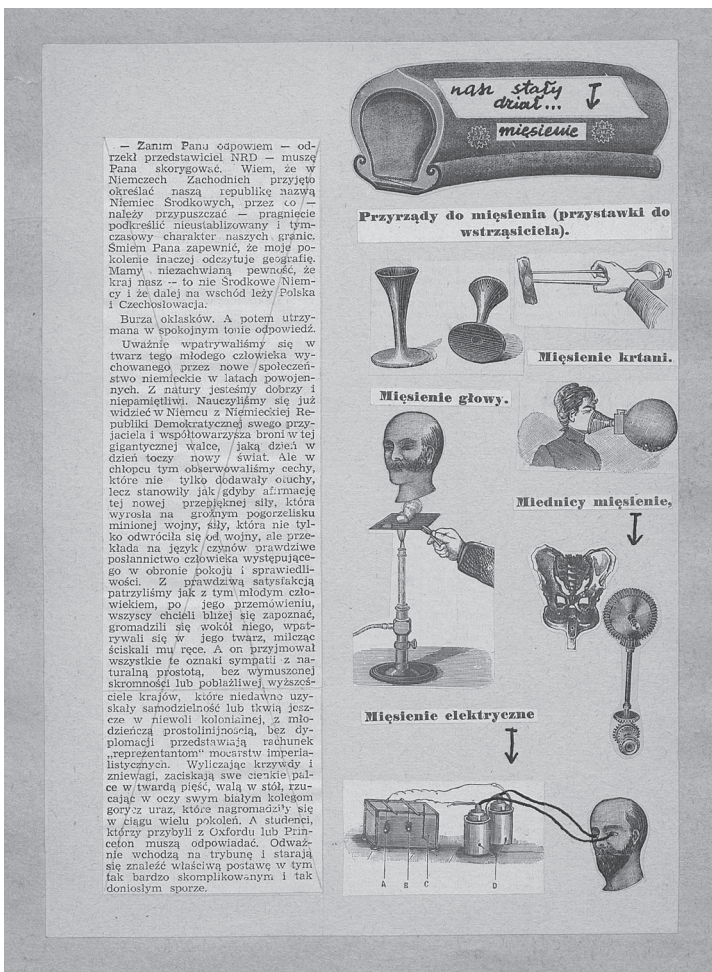 — Zanim Panu odpowiem — od-
rzekł przedstawiciel NRD — muszę
Pana skorygować. Wiem, że w
Niemczech Zachodnich przyjęto
określać naszą republikę nazwą
Niemiec Środkowych, przez co —
należy przypuszczać — pragniecie
podkreślić nieustabilizowany i tym-
czasowy charakter naszych granic.
Śmiem Pana zapewnić, że moje po-
kolenie inaczej odczytuje geografię.
Mamy niezachwianą pewność, że
kraj nasz — to nie Środkowe Niem-
cy i że dalej na wschód leży Polska
i Czechosłowacja.
Burza oklasków. A potem utrzy-
mana w spokojnym tonie odpowiedź.
Uważnie wpatrywaliśmy się w
twarz tego młodego człowieka wy-
chowanego przez nowe społeczeń-
stwo niemieckie w latach powojen-
nych. Z natury jesteśmy dobrzy i
niepamiętliwi. Nauczyliśmy się już
widzieć w Niemcu z Niemieckiej Re-
publiki Demokratycznej swego przy-
jaciela i współtowarzysza broni w tej
gigantycznej walce, jaką dzień w
dzień toczy nowy świat. Ale w
chłopcu tym obserwowaliśmy cechy,
które nie tylko dodawały otuchy,
lecz stanowiły jak gdyby afirmację
tej nowej przepięknej siły, która
wyrosła na groźnym pogorzelisku
minionej wojny, siły, która nie tyl-
ko odwróciła się od wojny, ale prze-
kłada na język czynów prawdziwe
posłannictwo człowieka występujące-
go w obronie pokoju i sprawiedli-
wości. Z prawdziwą satysfakcją
patrzyliśmy jak z tym młodym czło-
wiekiem, po jego przemówieniu,
wszyscy chcieli bliżej się zapoznać,
gromadzili się wokół niego, wpat-
rywali się w jego twarz, milcząc
ściskali mu ręce. A on przyjmował
wszystkie te oznaki sympatii z na-
turalną prostotą, bez wymuszonej
skromności lub pobłażliwej wyższoś-
ciele krajów, które niedawno uzy-
skały samodzielność lub tkwią jesz-
cze w niewoli kolonialnej, z mło-
dzieńczą prostolinijnością, bez dy-
plomacji przedstawiają rachunek
„reprezentantom" mocarstw imperia-
listycznych. Wyliczając krzywdy i
zniewagi, zaciskają swe cienkie pal-
ce w twardą pięść, walą w stół, rzu-
cając w oczy swym białym kolegom
gorycz uraz, które nagromadziły się
w ciągu wielu pokoleń. A studenci,
którzy przybyli z Oxfordu lub Prin-
ceton muszą odpowiadać. Odważ-
nie wchodzą na trybunę i starają
się znaleźć właściwą postawę w tym
tak bardzo skomplikowanym i tak
doniosłym sporze.
nasz stały
dział...
mięsienie
Przyrządy do mięsienia (przystawki do
wstrząsiciela).
Mięsienie krtani.
Mięsienie głowy.
Miednicy mięsienie,
Mięsienie elektryczne
A B C D